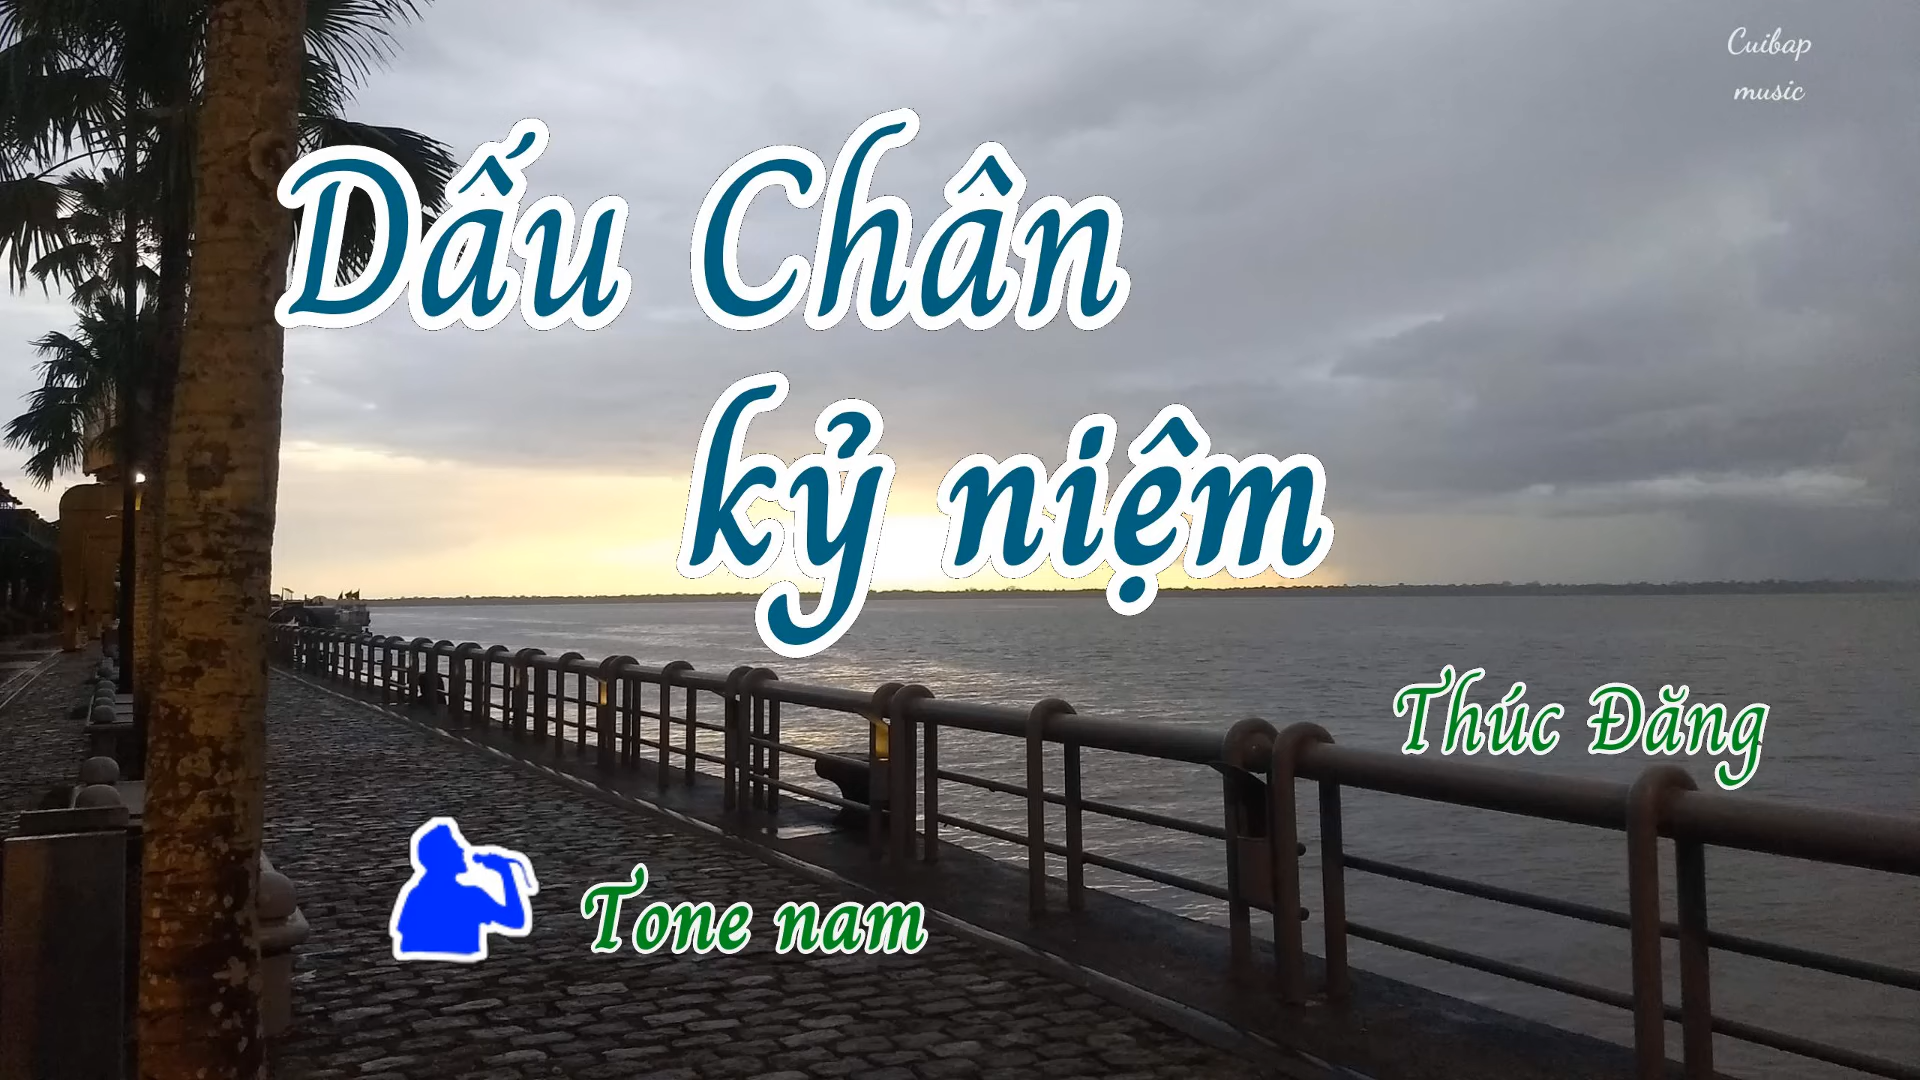 Cuibap
music
Dấu Chân
kỷ niệm
Thúc Đăng
Tone nam